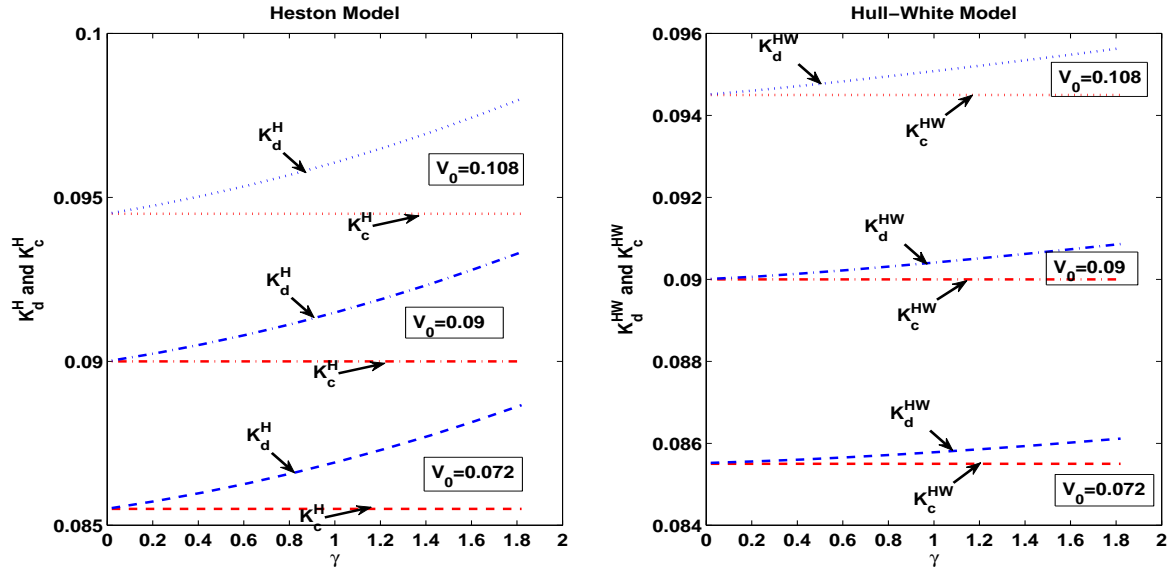 Heston Model
0.1
0.095
0.09
0.085
K_d^H and K_c^H
K_d^H
V_0=0.108
K_c^H
K_d^H
V_0=0.09
K_c^H
K_d^H
V_0=0.072
K_c^H
0 0.2 0.4 0.6 0.8 1 1.2 1.4 1.6 1.8 2
γ
Hull−White Model
0.096
0.094
0.092
0.09
0.088
0.086
0.084
K_d^HW and K_c^HW
K_d^HW
V_0=0.108
K_c^HW
K_d^HW
V_0=0.09
K_c^HW
K_d^HW
V_0=0.072
K_c^HW
0 0.2 0.4 0.6 0.8 1 1.2 1.4 1.6 1.8 2
γ